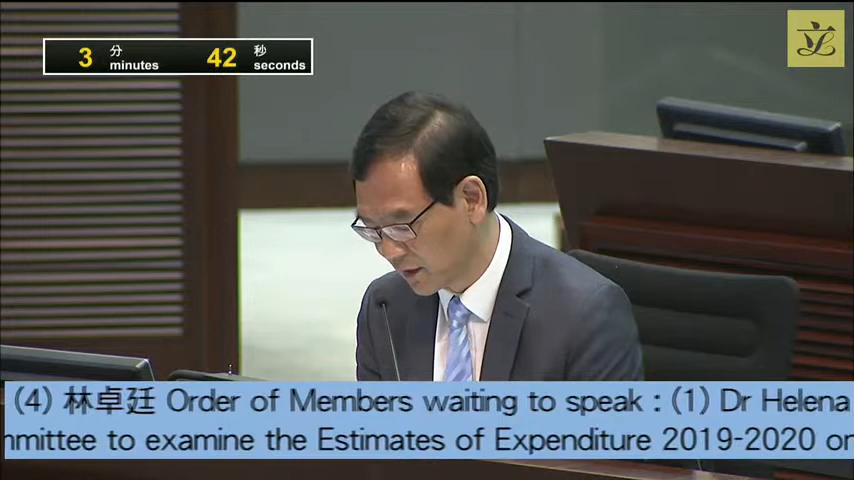 3 分 minutes 42 秒 seconds
(4) 林卓廷 Order of Members waiting to speak : (1) Dr Helena
mmittee to examine the Estimates of Expenditure 2019-2020 on